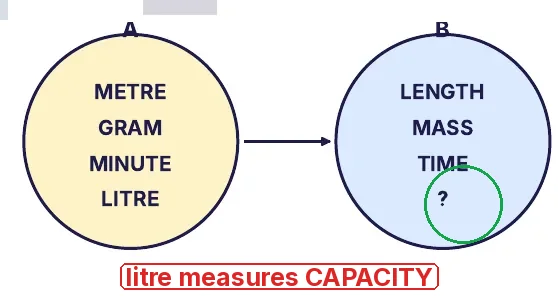 A B
METRE LENGTH
GRAM MASS
MINUTE TIME
LITRE ?
litre measures CAPACITY